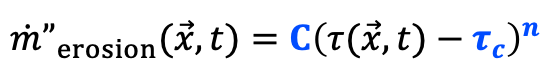 ṁ”erosion(x⃗, t) = C(τ(x⃗, t) − τc)n